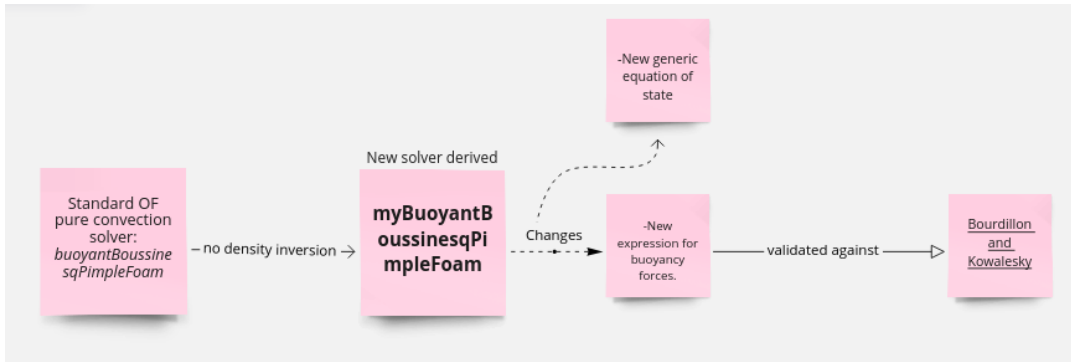 -New generic
equation of
state
New solver derived
Standard OF
pure convection
solver:
buoyantBoussine
sqPimpleFoam
no density inversion
myBuoyantB
oussinesqPi
mpleFoam
Changes
-New
expression for
buoyancy
forces.
validated against
Bourdillon
and
Kowalesky